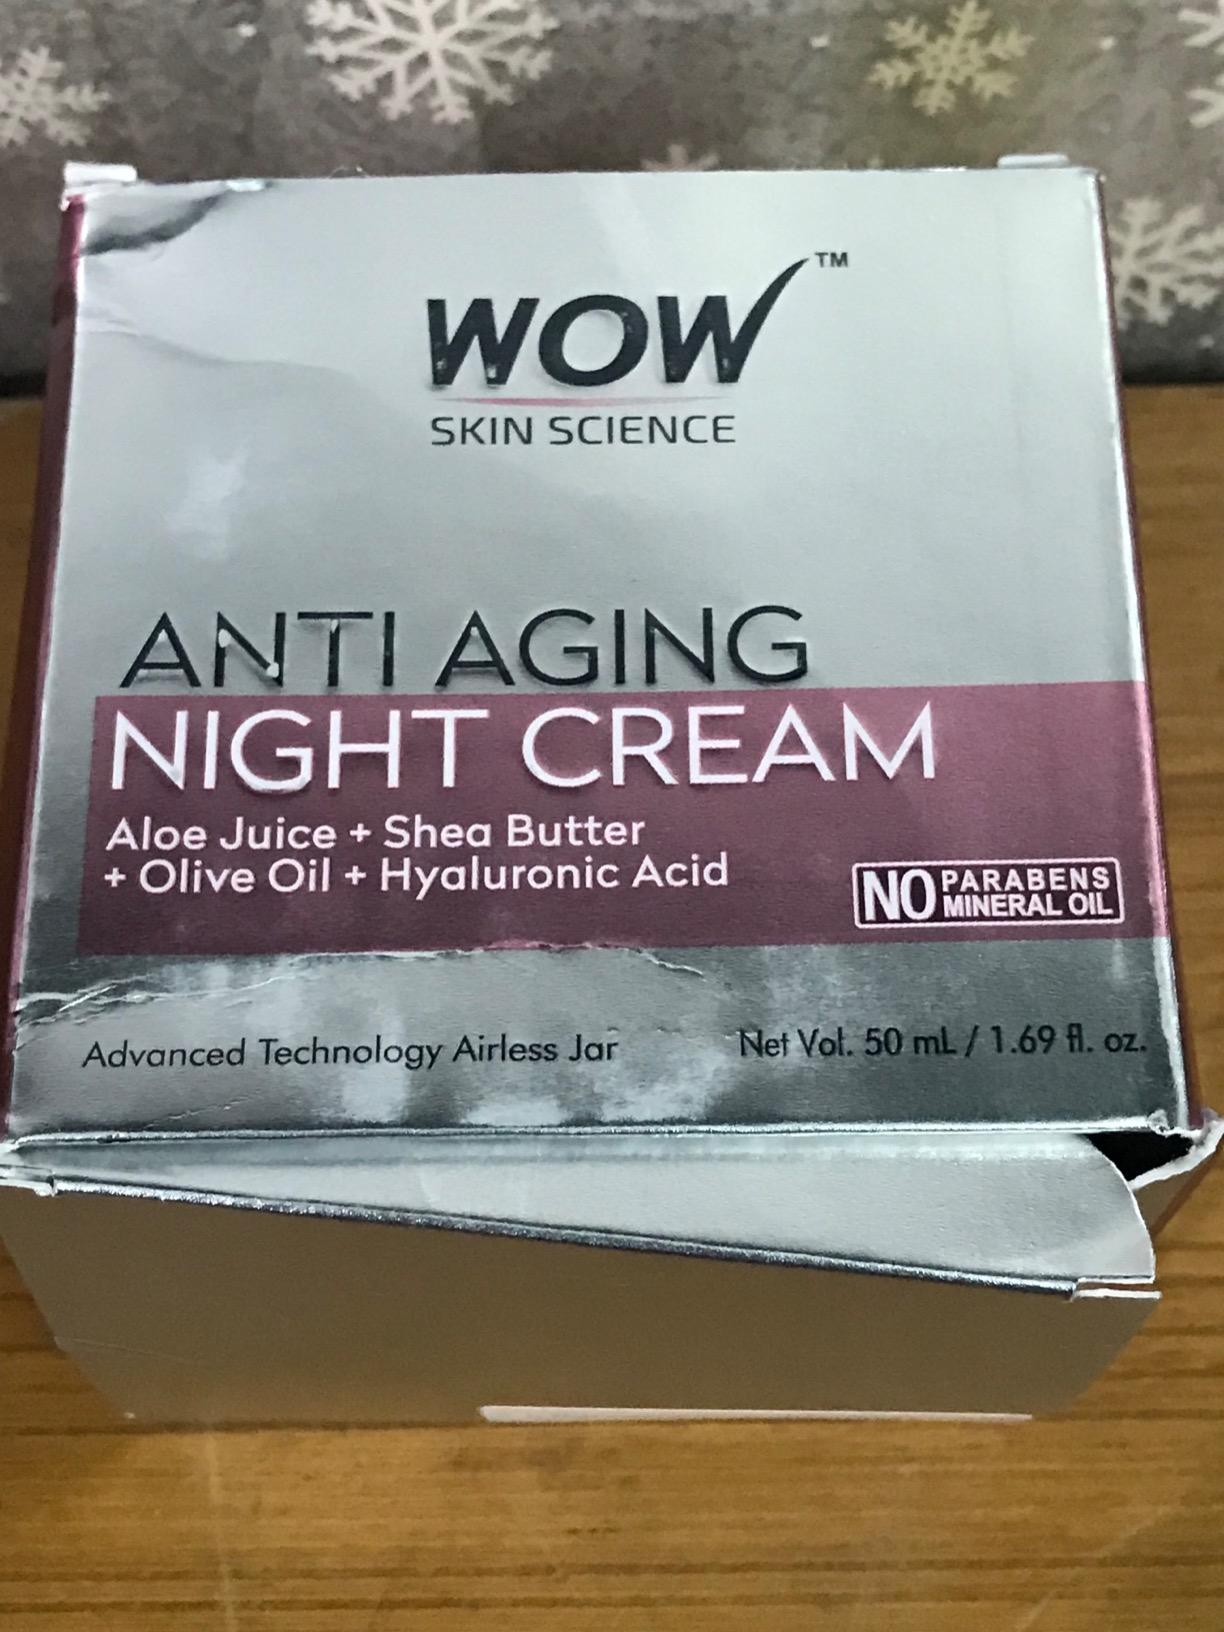 WOW™
SKIN SCIENCE
ANTI AGING
NIGHT CREAM
Aloe Juice + Shea Butter
+ Olive Oil + Hyaluronic Acid
NO PARABENS
MINERAL OIL
Advanced Technology Airless Jar
Net Vol. 50 mL / 1.69 fl. oz.